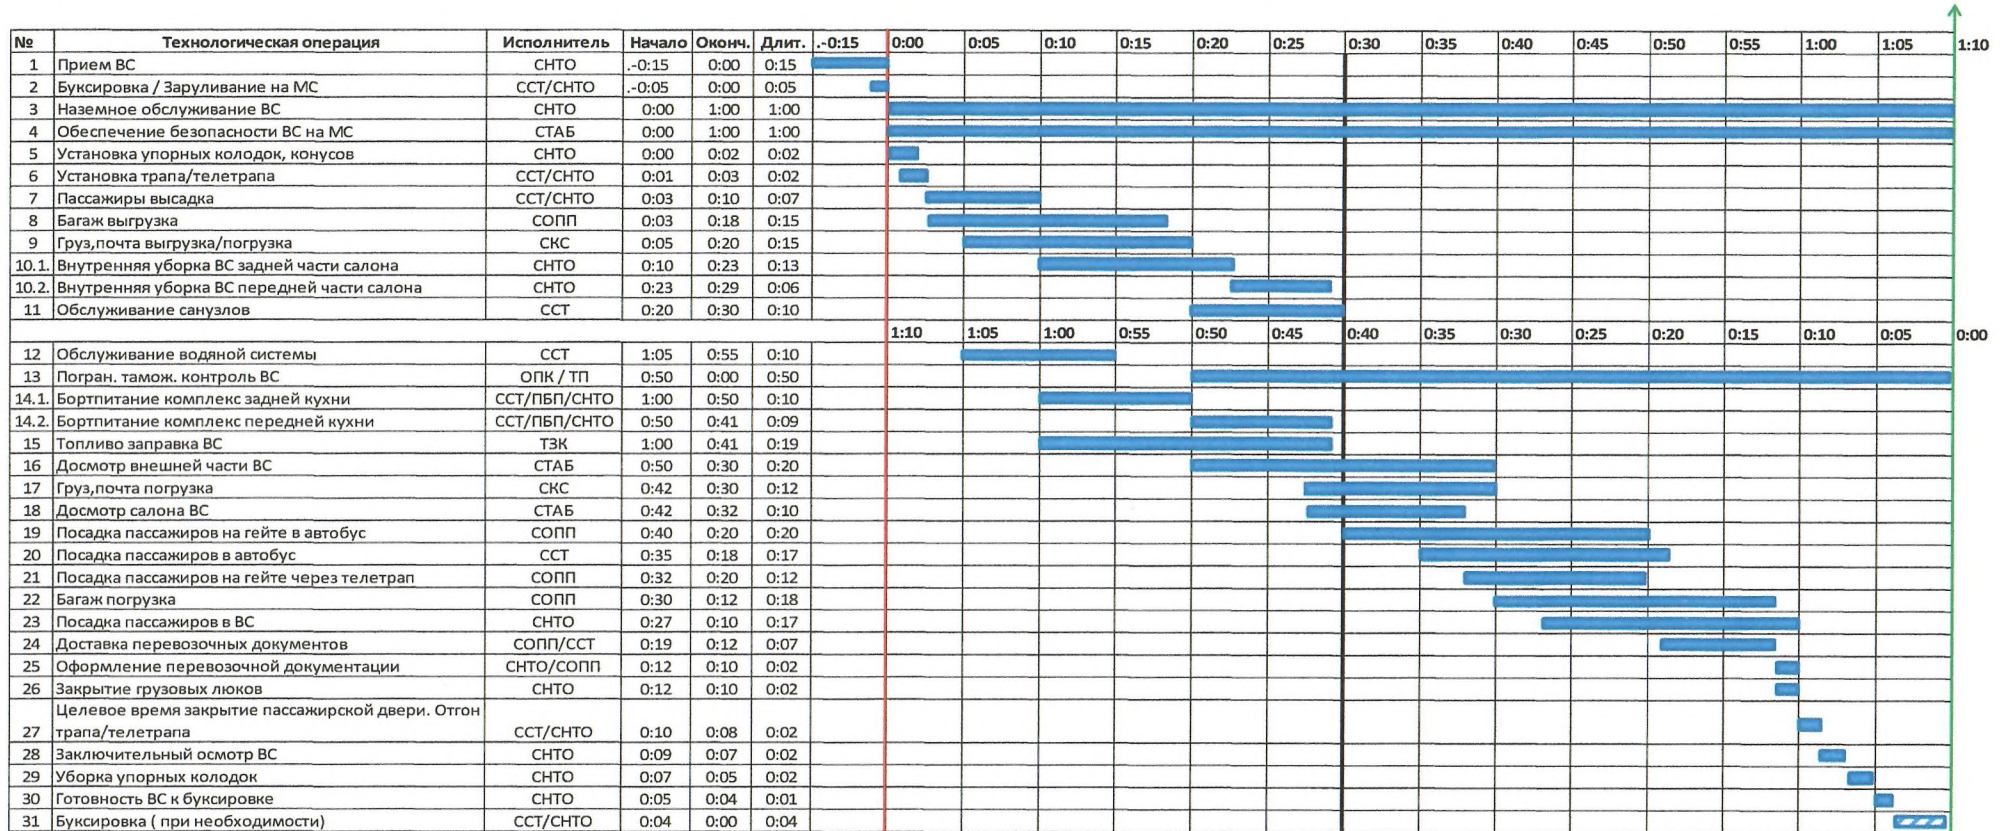 № Технологическая операция Исполнитель Начало Оконч. Длит. .-0:15 0:00 0:05 0:10 0:15 0:20 0:25 0:30 0:35 0:40 0:45 0:50 0:55 1:00 1:05 1:10
1 Прием ВС СНТО .-0:15 0:00 0:15
2 Буксировка / Заруливание на МС ССТ/СНТО .-0:05 0:00 0:05
3 Наземное обслуживание ВС СНТО 0:00 1:00 1:00
4 Обеспечение безопасности ВС на МС СТАБ 0:00 1:00 1:00
5 Установка упорных колодок, конусов СНТО 0:00 0:02 0:02
6 Установка трапа/телетрапа ССТ/СНТО 0:01 0:03 0:02
7 Пассажиры высадка ССТ/СНТО 0:03 0:10 0:07
8 Багаж выгрузка СОПП 0:03 0:18 0:15
9 Груз,почта выгрузка/погрузка СКС 0:05 0:20 0:15
10.1. Внутренняя уборка ВС задней части салона СНТО 0:10 0:23 0:13
10.2. Внутренняя уборка ВС передней части салона СНТО 0:23 0:29 0:06
11 Обслуживание санузлов ССТ 0:20 0:30 0:10
1:10 1:05 1:00 0:55 0:50 0:45 0:40 0:35 0:30 0:25 0:20 0:15 0:10 0:05 0:00
12 Обслуживание водяной системы ССТ 1:05 0:55 0:10
13 Погран. тамож. контроль ВС ОПК / ТП 0:50 0:00 0:50
14.1. Бортпитание комплекс задней кухни ССТ/ПБП/СНТО 1:00 0:50 0:10
14.2. Бортпитание комплекс передней кухни ССТ/ПБП/СНТО 0:50 0:41 0:09
15 Топливо заправка ВС ТЗК 1:00 0:41 0:19
16 Досмотр внешней части ВС СТАБ 0:50 0:30 0:20
17 Груз,почта погрузка СКС 0:42 0:30 0:12
18 Досмотр салона ВС СТАБ 0:42 0:32 0:10
19 Посадка пассажиров на гейте в автобус СОПП 0:40 0:20 0:20
20 Посадка пассажиров в автобус ССТ 0:35 0:18 0:17
21 Посадка пассажиров на гейте через телетрап СОПП 0:32 0:20 0:12
22 Багаж погрузка СОПП 0:30 0:12 0:18
23 Посадка пассажиров в ВС СНТО 0:27 0:10 0:17
24 Доставка перевозочных документов СОПП/ССТ 0:19 0:12 0:07
25 Оформление перевозочной документации СНТО/СОПП 0:12 0:10 0:02
26 Закрытие грузовых люков СНТО 0:12 0:10 0:02
Целевое время закрытие пассажирской двери. Отгон
27 трапа/телетрапа ССТ/СНТО 0:10 0:08 0:02
28 Заключительный осмотр ВС СНТО 0:09 0:07 0:02
29 Уборка упорных колодок СНТО 0:07 0:05 0:02
30 Готовность ВС к буксировке СНТО 0:05 0:04 0:01
31 Буксировка ( при необходимости) ССТ/СНТО 0:04 0:00 0:04